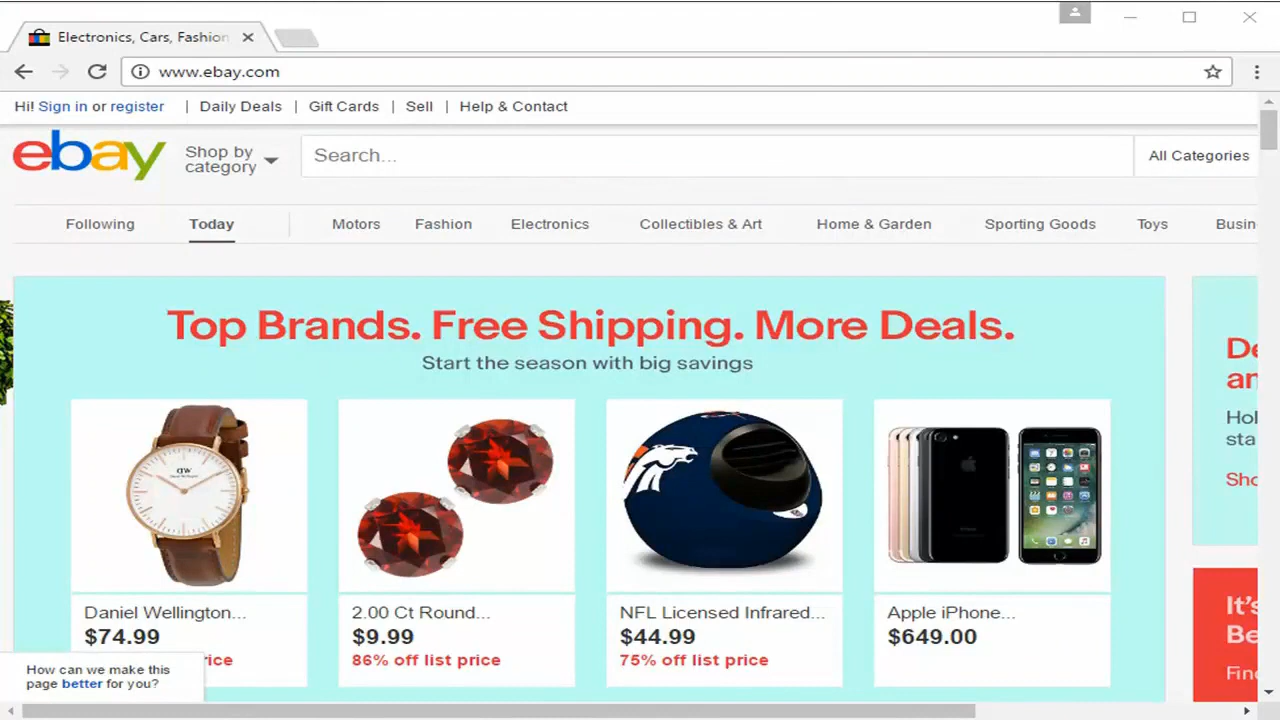 Electronics, Cars, Fashion
www.ebay.com
Hi! Sign in or register | Daily Deals | Gift Cards | Sell | Help & Contact
ebay
Shop by
category
Search...
All Categories
Following Today Motors Fashion Electronics Collectibles & Art Home & Garden Sporting Goods Toys Busin
Top Brands. Free Shipping. More Deals.
Start the season with big savings
De
an
Hol
sta
Sho
DW
Daniel Wellington...
$74.99
rice
2.00 Ct Round...
$9.99
86% off list price
NFL Licensed Infrared...
$44.99
75% off list price
Apple iPhone...
$649.00
It's
Be
Find
How can we make this
page better for you?